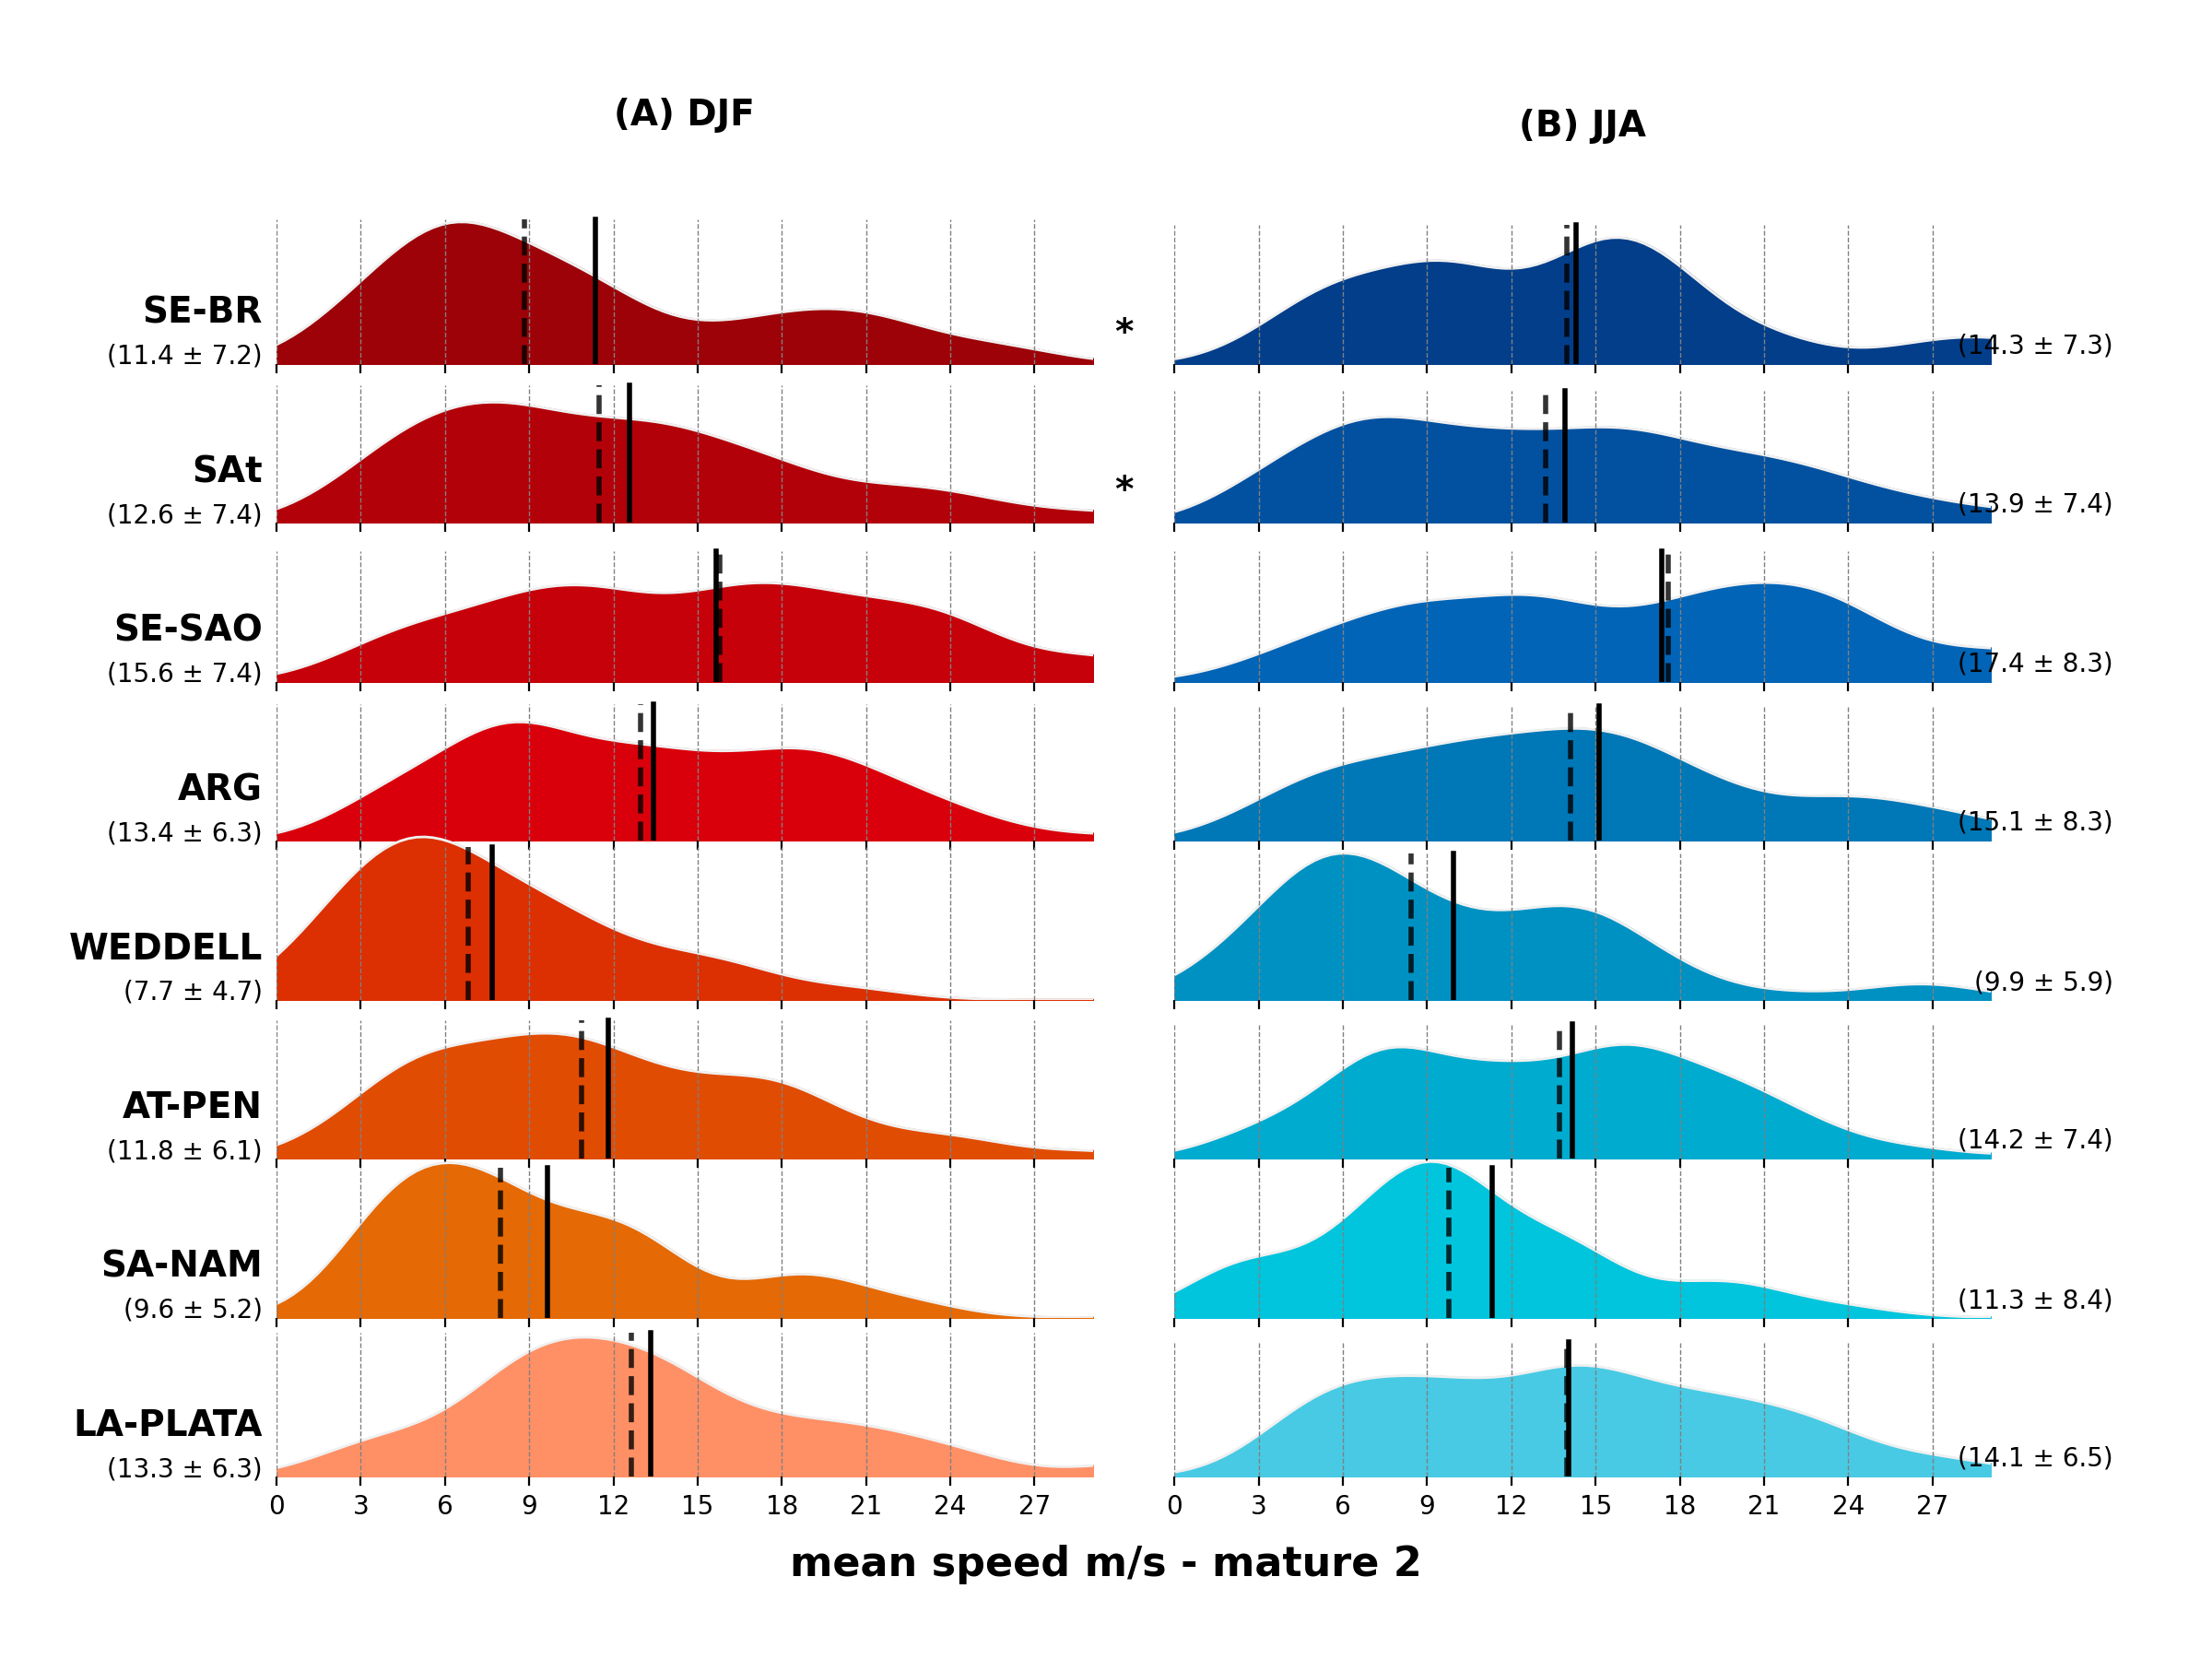 (A) DJF
(B) JJA
SE-BR
(11.4 ± 7.2)
*
(14.3 ± 7.3)
SAt
(12.6 ± 7.4)
*
(13.9 ± 7.4)
SE-SAO
(15.6 ± 7.4)
(17.4 ± 8.3)
ARG
(13.4 ± 6.3)
(15.1 ± 8.3)
WEDDELL
(7.7 ± 4.7)
(9.9 ± 5.9)
AT-PEN
(11.8 ± 6.1)
(14.2 ± 7.4)
SA-NAM
(9.6 ± 5.2)
(11.3 ± 8.4)
LA-PLATA
(13.3 ± 6.3)
(14.1 ± 6.5)
0 3 6 9 12 15 18 21 24 27
0 3 6 9 12 15 18 21 24 27
mean speed m/s - mature 2